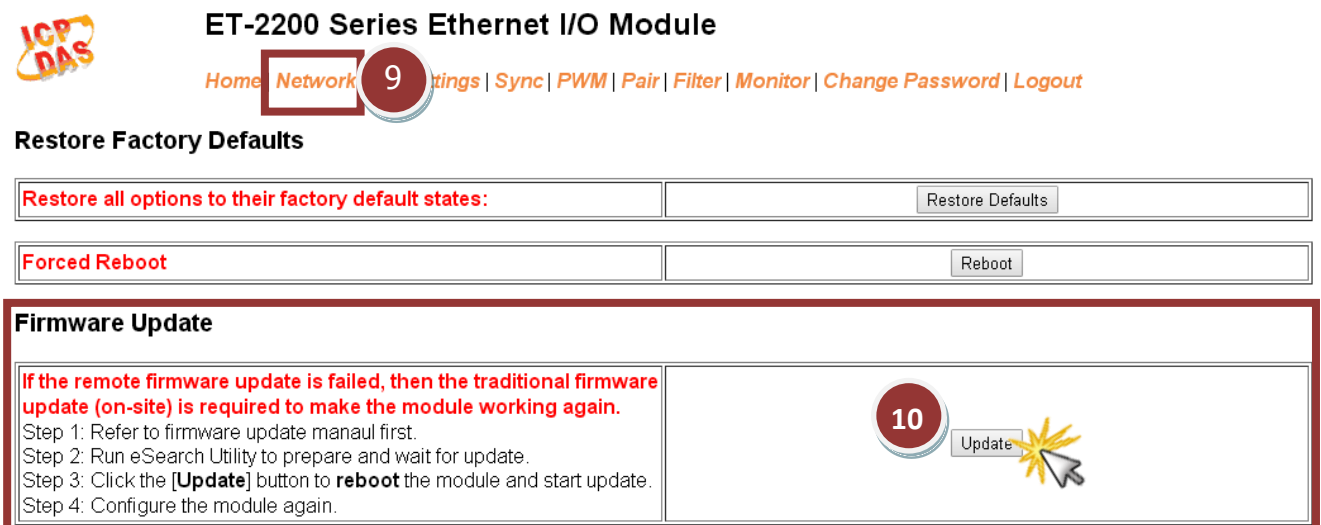 ICP
DAS
ET-2200 Series Ethernet I/O Module
Home Network 9 tings | Sync | PWM | Pair | Filter | Monitor | Change Password | Logout
Restore Factory Defaults
Restore all options to their factory default states: Restore Defaults
Forced Reboot Reboot
Firmware Update
If the remote firmware update is failed, then the traditional firmware
update (on-site) is required to make the module working again.
Step 1: Refer to firmware update manaul first.
Step 2: Run eSearch Utility to prepare and wait for update.
Step 3: Click the [Update] button to reboot the module and start update.
Step 4: Configure the module again.
10
Update